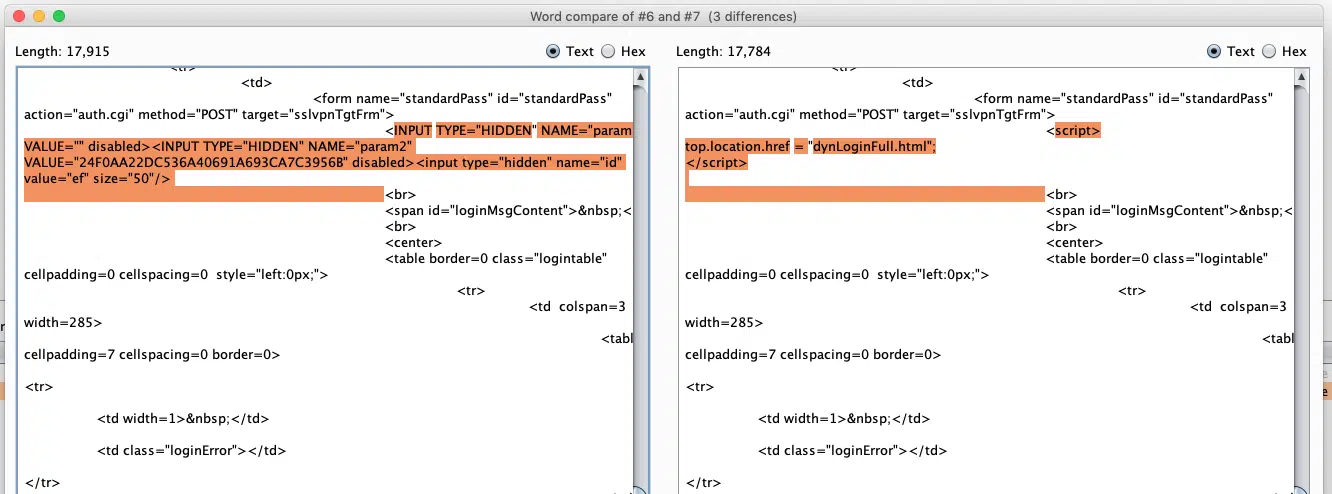 Word compare of #6 and #7 (3 differences)
Length: 17,915
Text
Hex
<tr>
<td>
<form name="standardPass" id="standardPass"
action="auth.cgi" method="POST" target="sslvpnTgtFrm">
<INPUT TYPE="HIDDEN" NAME="param
VALUE="" disabled><INPUT TYPE="HIDDEN" NAME="param2"
VALUE="24F0AA22DC536A40691A693CA7C3956B" disabled><input type="hidden" name="id"
value="ef" size="50"/>
<br>
<span id="loginMsgContent">&nbsp;<
<br>
<center>
<table border=0 class="logintable"
cellpadding=0 cellspacing=0  style="left:0px;">
<tr>
<td  colspan=3
width=285>
<tabl
cellpadding=7 cellspacing=0 border=0>
<tr>
<td width=1>&nbsp;</td>
<td class="loginError"></td>
</tr>
Length: 17,784
Text
Hex
<tr>
<td>
<form name="standardPass" id="standardPass"
action="auth.cgi" method="POST" target="sslvpnTgtFrm">
<script>
top.location.href = "dynLoginFull.html";
</script>
<br>
<span id="loginMsgContent">&nbsp;<
<br>
<center>
<table border=0 class="logintable"
cellpadding=0 cellspacing=0  style="left:0px;">
<tr>
<td  colspan=3
width=285>
<tabl
cellpadding=7 cellspacing=0 border=0>
<tr>
<td width=1>&nbsp;</td>
<td class="loginError"></td>
</tr>